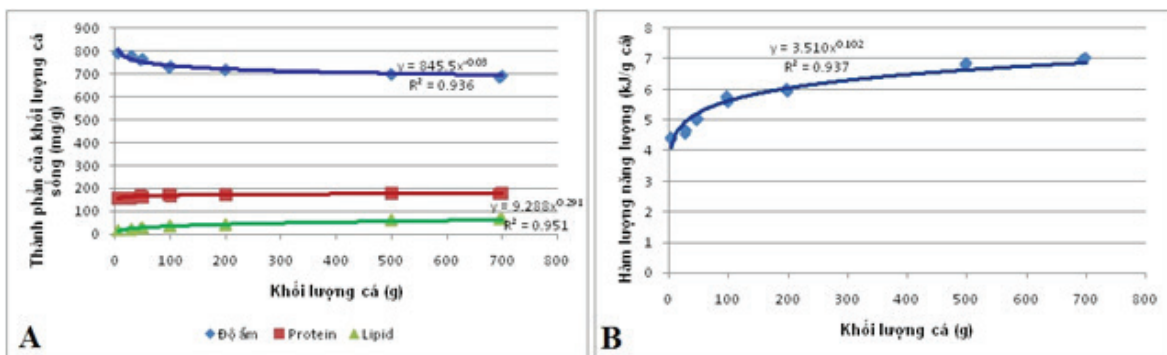 Thành phần của khối lượng cá
sống (mg/g)
900
800
700
600
500
400
300
200
100
0
y = 845.5x^-0.03
R² = 0.936
y = 9.288x^0.291
R² = 0.951
0 100 200 300 400 500 600 700 800
Khối lượng cá (g)
Độ ẩm Protein Lipid
A
Hàm lượng năng lượng (kJ/g cá)
8
7
6
5
4
3
2
1
0
y = 3.510x^0.102
R² = 0.937
0 100 200 300 400 500 600 700 800
Khối lượng cá (g)
B